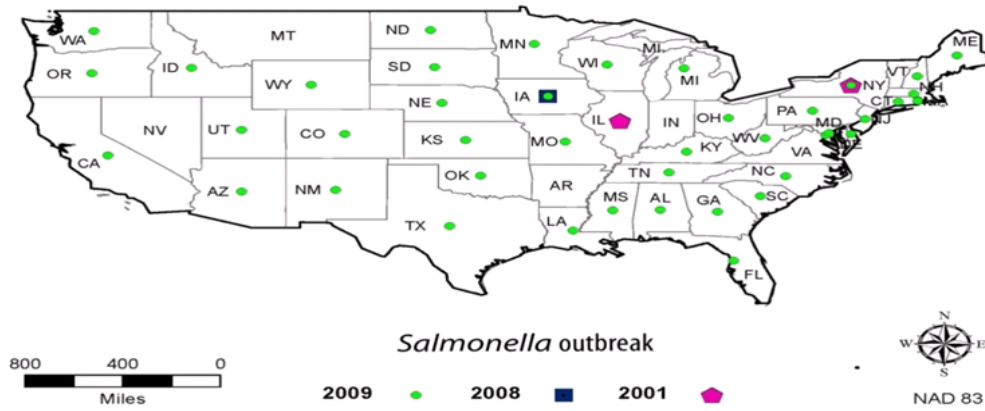 WA
MT
ND
MN
ME
OR
ID
SD
WI
MI
MI
VT
NH
NY
WY
IA
NE
PA
CT
NJ
NV
UT
CO
IL
IN
OH
MD
DE
CA
KS
MO
WV
KY
VA
AZ
NM
OK
AR
TN
NC
TX
LA
MS
AL
GA
SC
FL
Salmonella outbreak
800 400 0
Miles
2009 2008 2001
N
W E
S
NAD 83